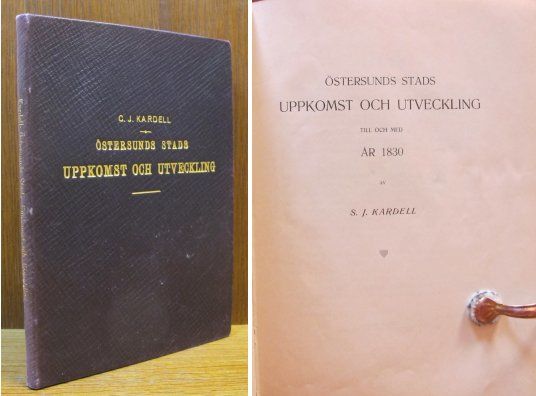 C. J. KARDELL
ÖSTERSUNDS STADS
UPPKOMST OCH UTVECKLING
ÖSTERSUNDS STADS
UPPKOMST OCH UTVECKLING
TILL OCH MED
ÅR 1830
AV
S. J. KARDELL